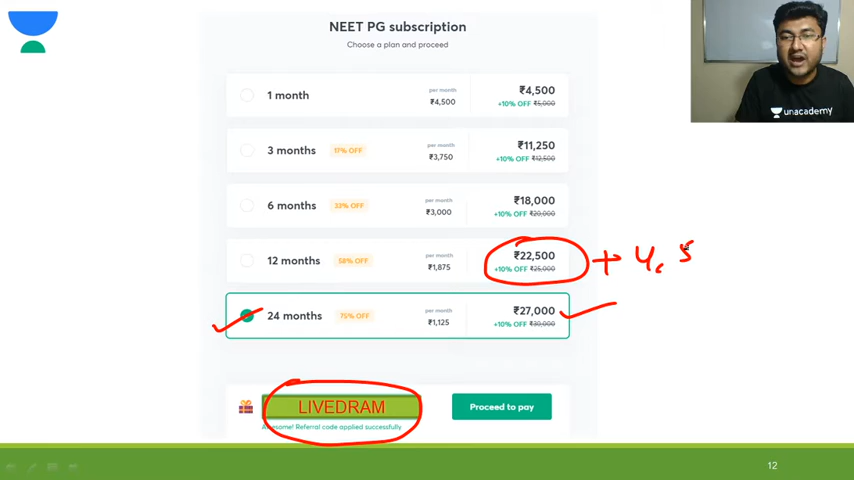 NEET PG subscription
Choose a plan and proceed
1 month per month ₹4,500 ₹4,500 +10% OFF ₹5,000
3 months 17% OFF per month ₹3,750 ₹11,250 +10% OFF ₹12,500
6 months 33% OFF per month ₹3,000 ₹18,000 +10% OFF ₹20,000
12 months 58% OFF per month ₹1,875 ₹22,500 +10% OFF ₹25,000 + 4, 5
24 months 75% OFF per month ₹1,125 ₹27,000 +10% OFF ₹30,000
LIVEDRAM Proceed to pay
Awesome! Referral code applied successfully
unacademy
12